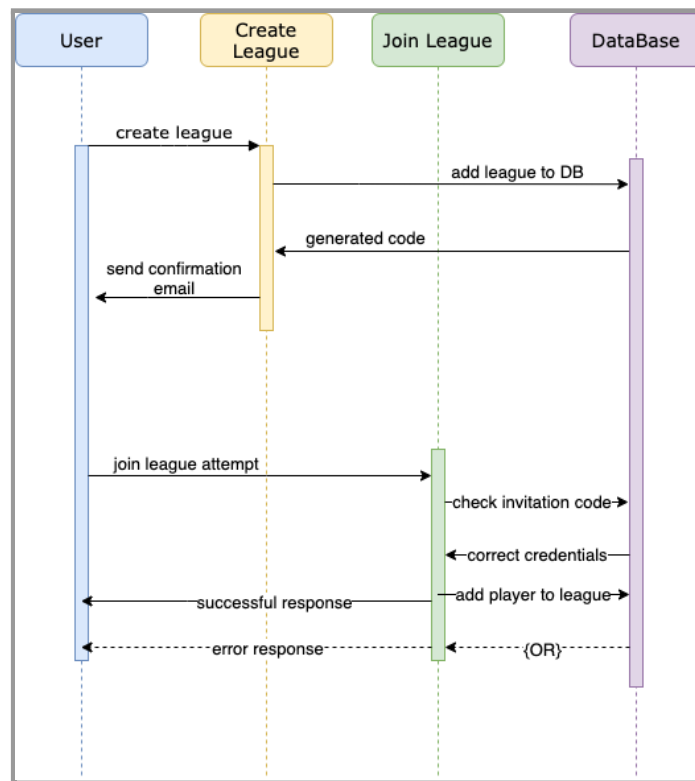 User
Create
League
Join League
DataBase
create league
add league to DB
generated code
send confirmation
email
join league attempt
check invitation code
correct credentials
add player to league
successful response
error response
{OR}